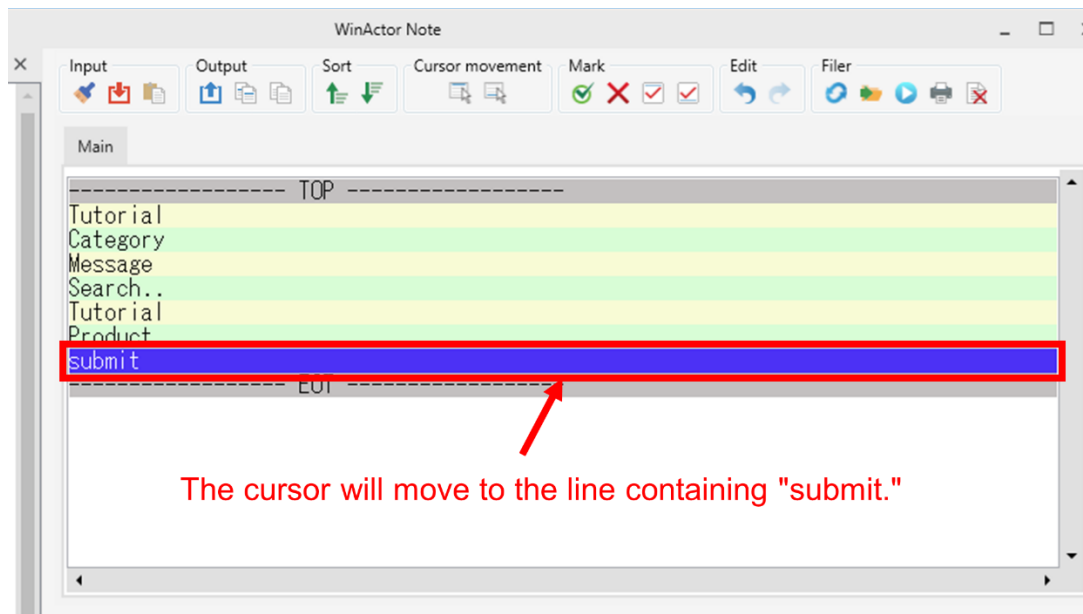 WinActor Note
Input Output Sort Cursor movement Mark Edit Filer
Main
------------------ TOP ------------------
Tutorial
Category
Message
Search..
Tutorial
Product
submit
------------------ EOT ------------------
The cursor will move to the line containing "submit."